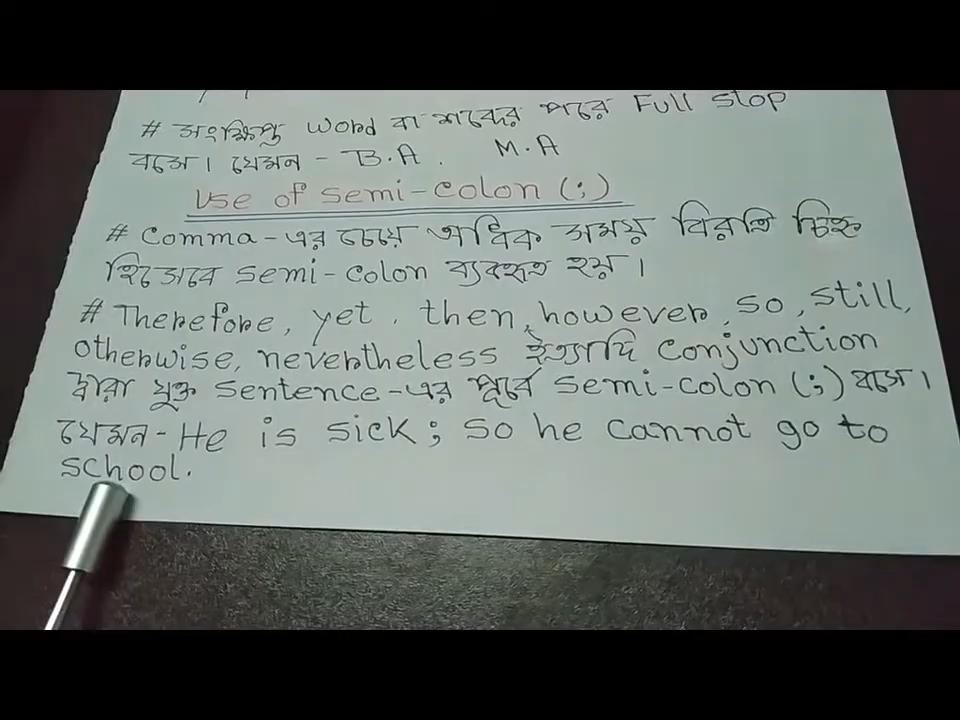 # সংক্ষিপ্ত word বা শব্দের পরে Full stop
বসে। যেমন - B.A. M.A
Use of semi-colon (;)
# Comma-এর চেয়ে অধিক সময় বিরতি চিহ্ন
হিসেবে semi-colon ব্যবহৃত হয়।
# Therefore, yet, then, however, so, still,
otherwise, nevertheless ইত্যাদি conjunction
দ্বারা যুক্ত sentence-এর পূর্বে semi-colon (;) বসে।
যেমন- He is sick; so he cannot go to
school.